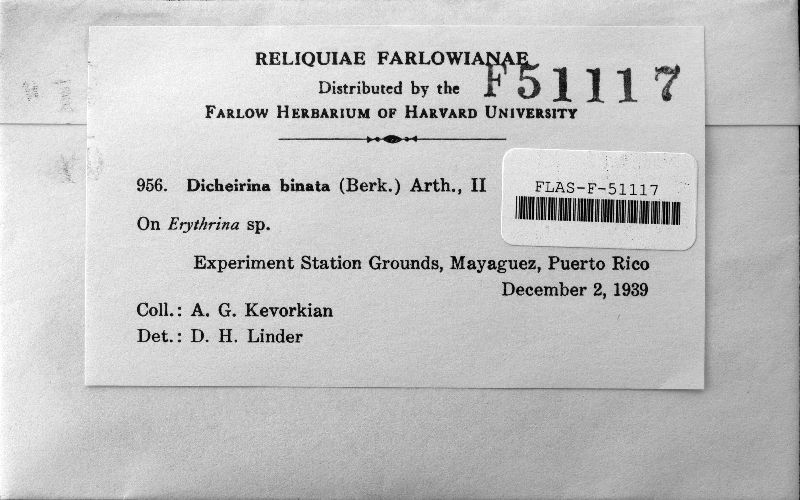 RELIQUIAE FARLOWIANAE
Distributed by the
F51117
FARLOW HERBARIUM OF HARVARD UNIVERSITY
956. Dicheirina binata (Berk.) Arth., II
FLAS-F-51117
On Erythrina sp.
Experiment Station Grounds, Mayaguez, Puerto Rico
December 2, 1939
Coll.: A. G. Kevorkian
Det.: D. H. Linder